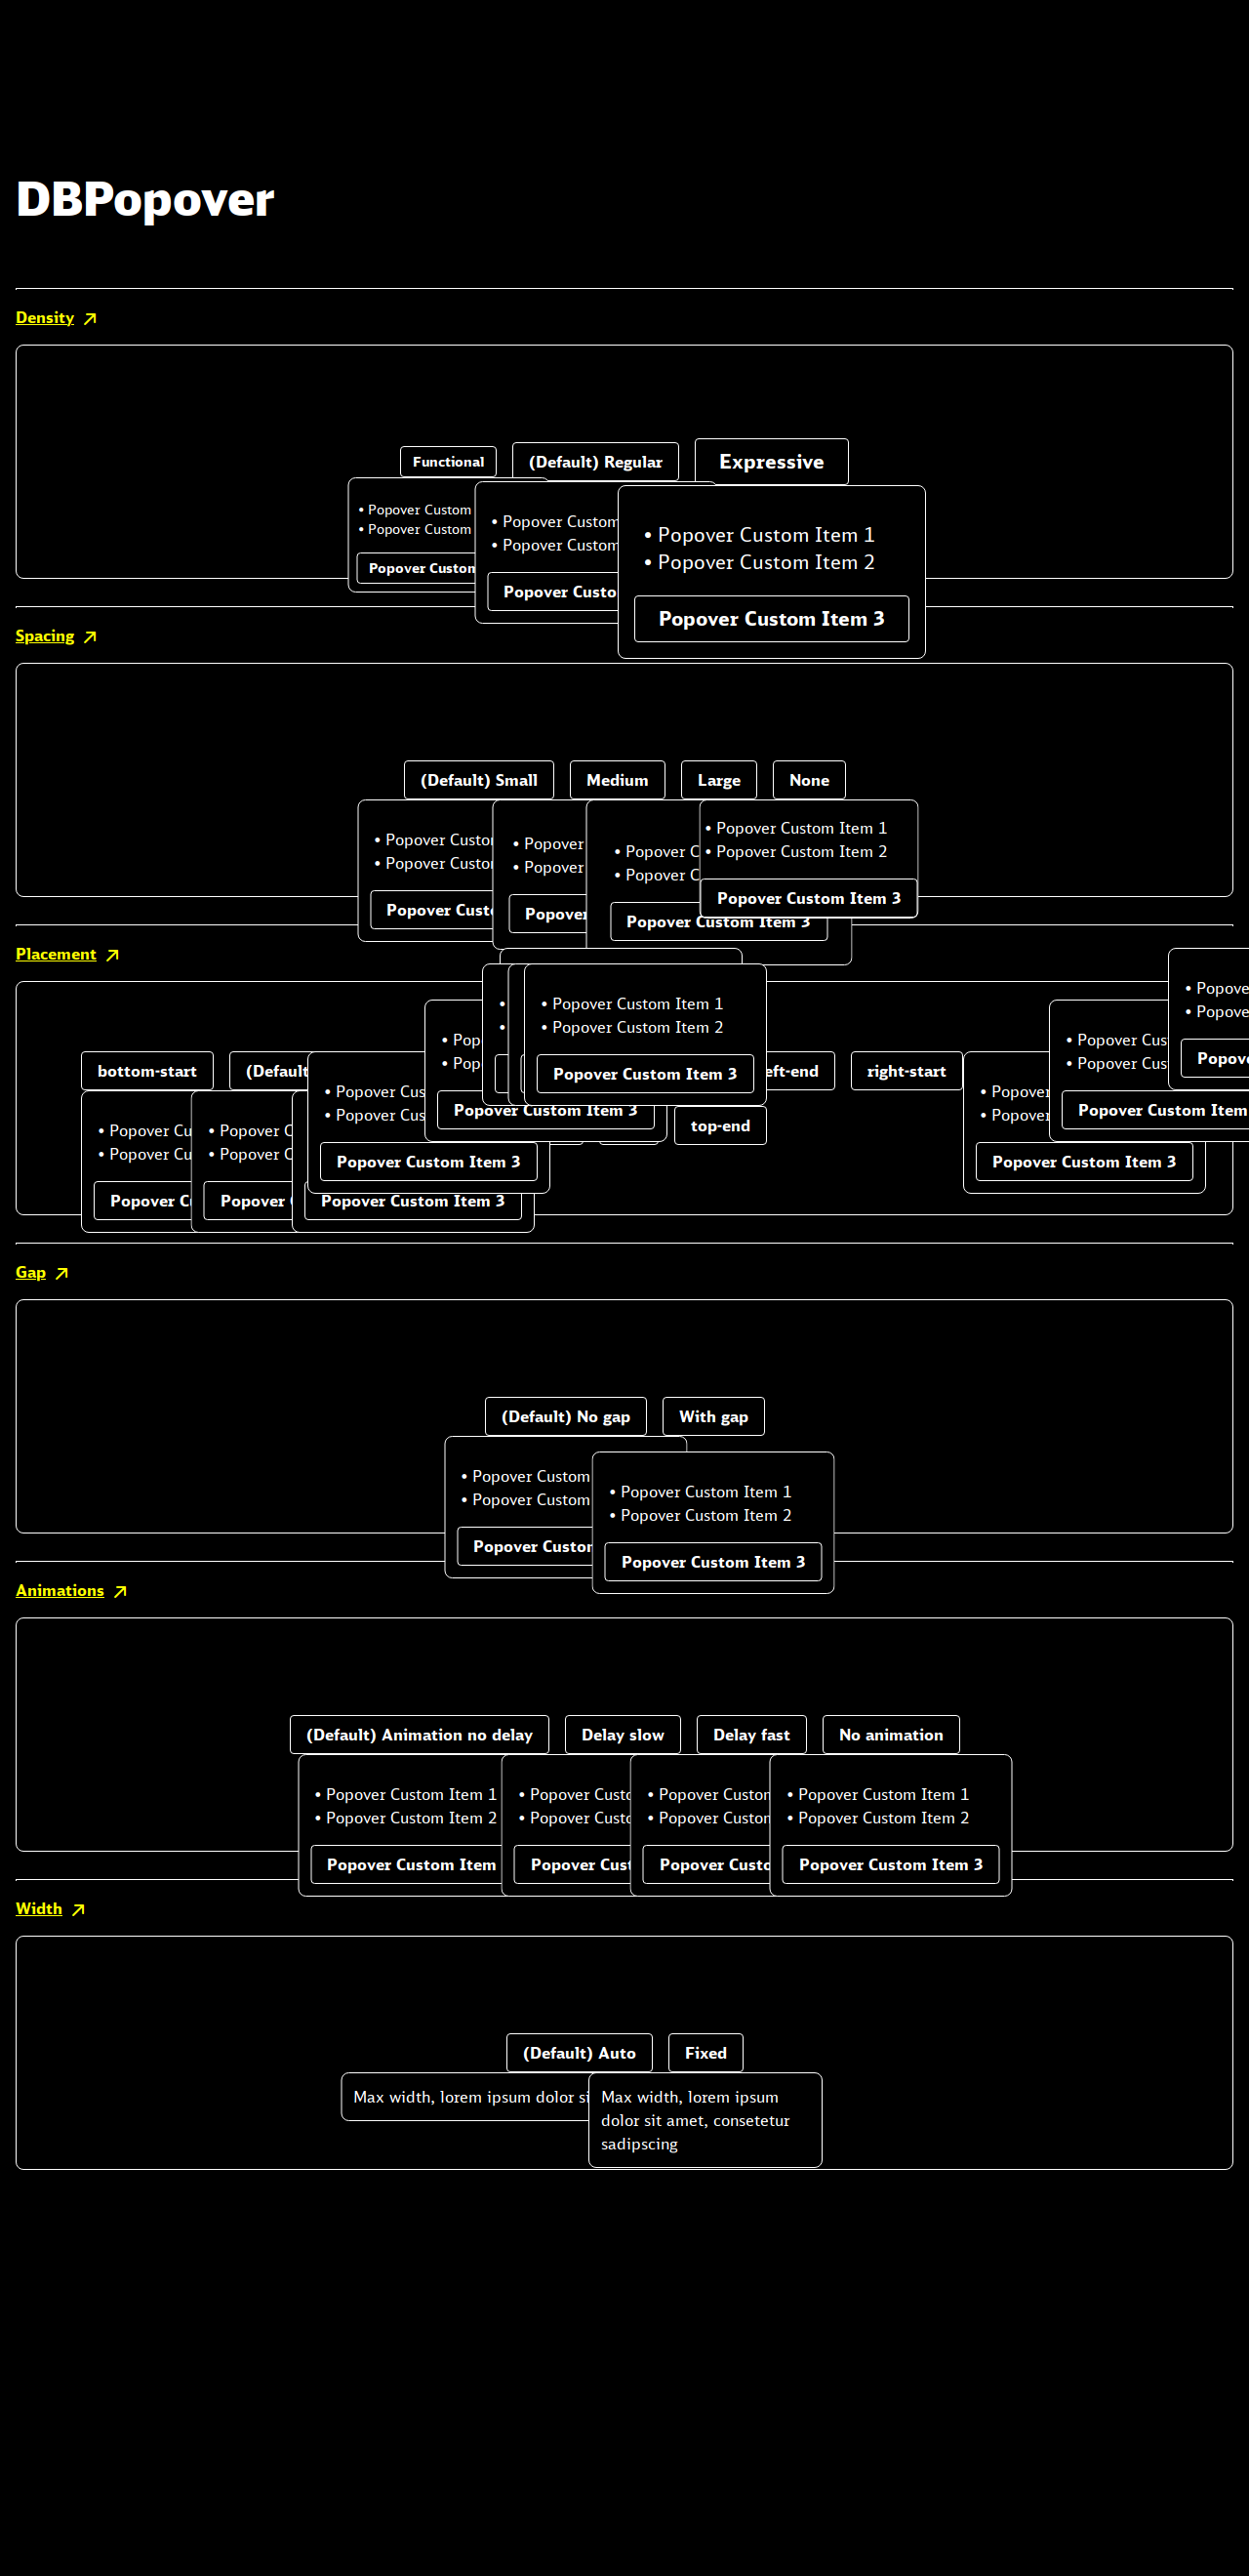 DBPopover
Density
Functional (Default) Regular Expressive
• Popover Custom
• Popover Custom
Popover Custom
• Popover Custom
• Popover Custom
Popover Custo
• Popover Custom Item 1
• Popover Custom Item 2
Popover Custom Item 3
Spacing
(Default) Small Medium Large None
• Popover Custo
• Popover Custo
Popover Cust
• Popover
• Popover
Popover
• Popover C
• Popover C
Popover Custom Item 3
• Popover Custom Item 1
• Popover Custom Item 2
Popover Custom Item 3
Placement
bottom-start (Default eft-end right-start
top-end
• Popover Cu
• Popover Cu
Popover C
• Popover C
• Popover C
Popover
Popover Custom Item 3
• Popover Cus
• Popover Cus
Popover Custom Item 3
• Pop
• Pop
Popover Custom Item 3
•
•
• Popover Custom Item 1
• Popover Custom Item 2
Popover Custom Item 3
• Popover
• Popover
Popover Custom Item 3
• Popover Cus
• Popover Cus
Popover Custom Item
• Popove
• Popove
Popove
Gap
(Default) No gap With gap
• Popover Custom
• Popover Custom
Popover Custom
• Popover Custom Item 1
• Popover Custom Item 2
Popover Custom Item 3
Animations
(Default) Animation no delay Delay slow Delay fast No animation
• Popover Custom Item 1
• Popover Custom Item 2
Popover Custom Item
• Popover Custo
• Popover Custo
Popover Cust
• Popover Custom
• Popover Custom
Popover Custo
• Popover Custom Item 1
• Popover Custom Item 2
Popover Custom Item 3
Width
(Default) Auto Fixed
Max width, lorem ipsum dolor si
Max width, lorem ipsum
dolor sit amet, consetetur
sadipscing